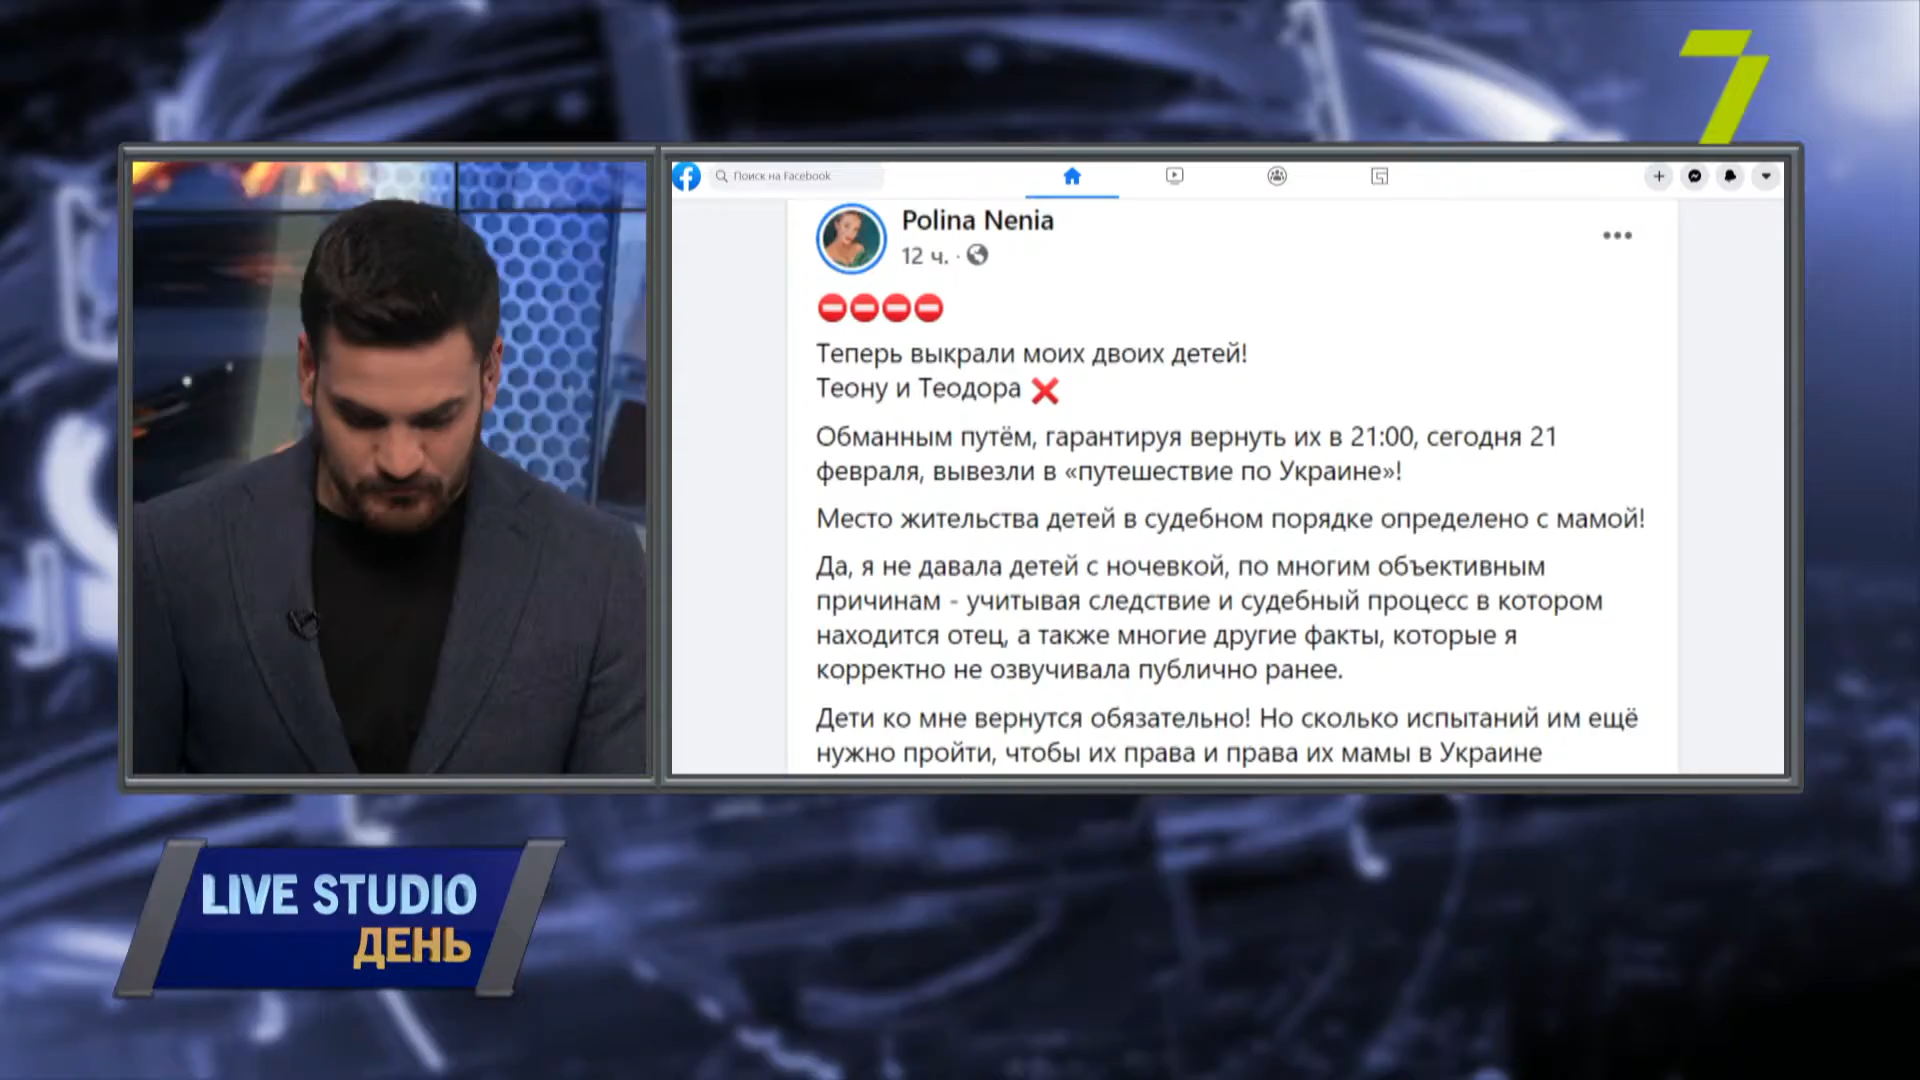 7
Поиск на Facebook
Polina Nenia
12 ч. ·
Теперь выкрали моих двоих детей!
Теону и Теодора
Обманным путём, гарантируя вернуть их в 21:00, сегодня 21
февраля, вывезли в «путешествие по Украине»!
Место жительства детей в судебном порядке определено с мамой!
Да, я не давала детей с ночевкой, по многим объективным
причинам - учитывая следствие и судебный процесс в котором
находится отец, а также многие другие факты, которые я
корректно не озвучивала публично ранее.
Дети ко мне вернутся обязательно! Но сколько испытаний им ещё
нужно пройти, чтобы их права и права их мамы в Украине
LIVE STUDIO
ДЕНЬ